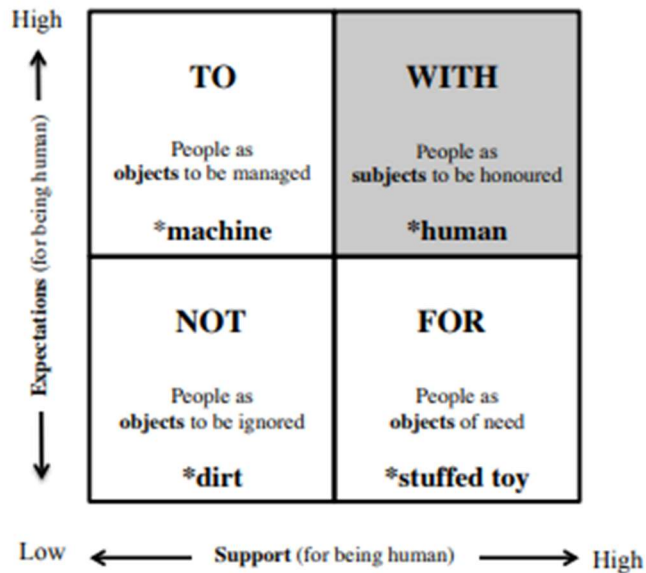 High
Expectations (for being human)
TO
People as
objects to be managed
*machine
WITH
People as
subjects to be honoured
*human
NOT
People as
objects to be ignored
*dirt
FOR
People as
objects of need
*stuffed toy
Low
Support (for being human)
High